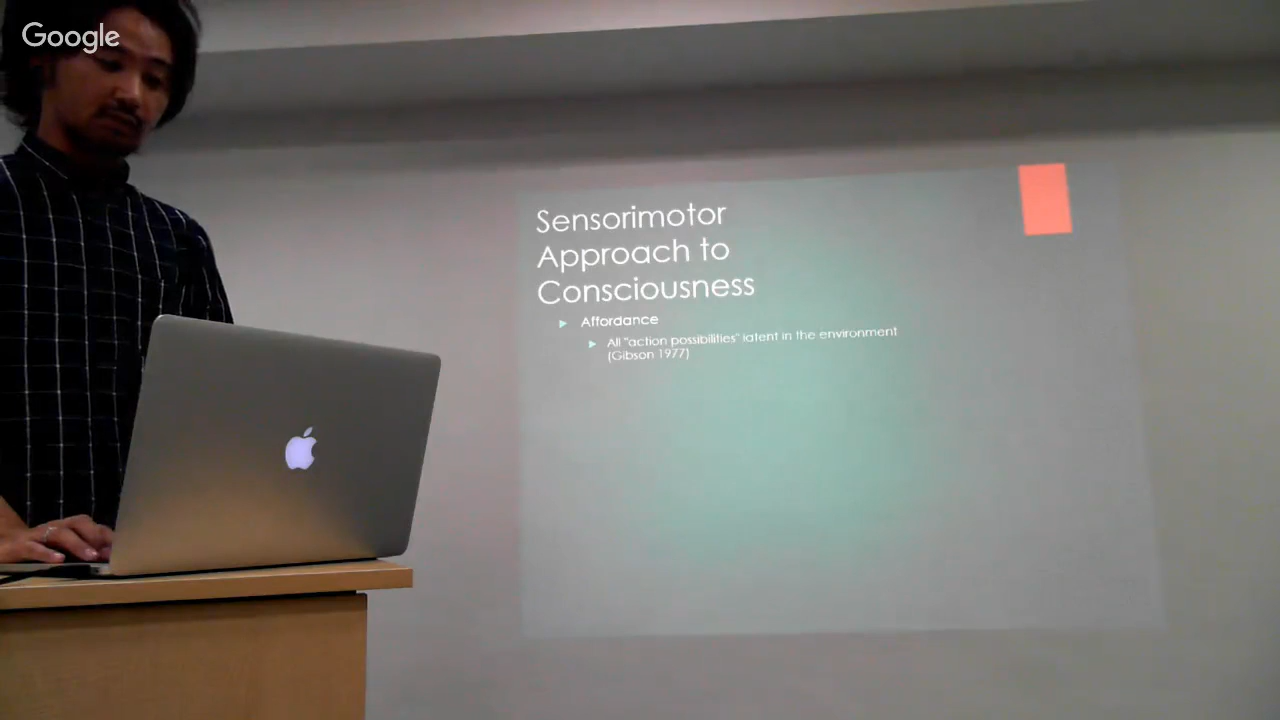 Google
Sensorimotor
Approach to
Consciousness
Affordance
All "action possibilities" latent in the environment
(Gibson 1977)